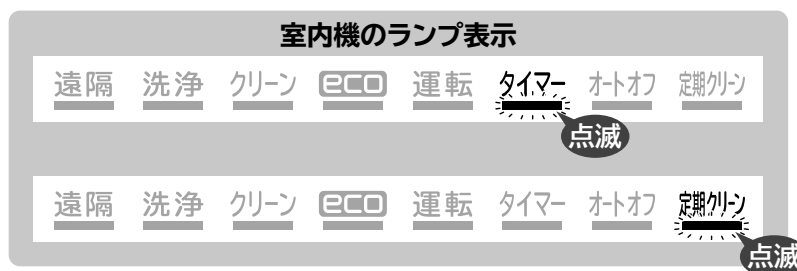 室内機のランプ表示
遠隔 洗浄 クリーン eco 運転 タイマー オートオフ 定期クリーン
点滅
遠隔 洗浄 クリーン eco 運転 タイマー オートオフ 定期クリーン
点滅